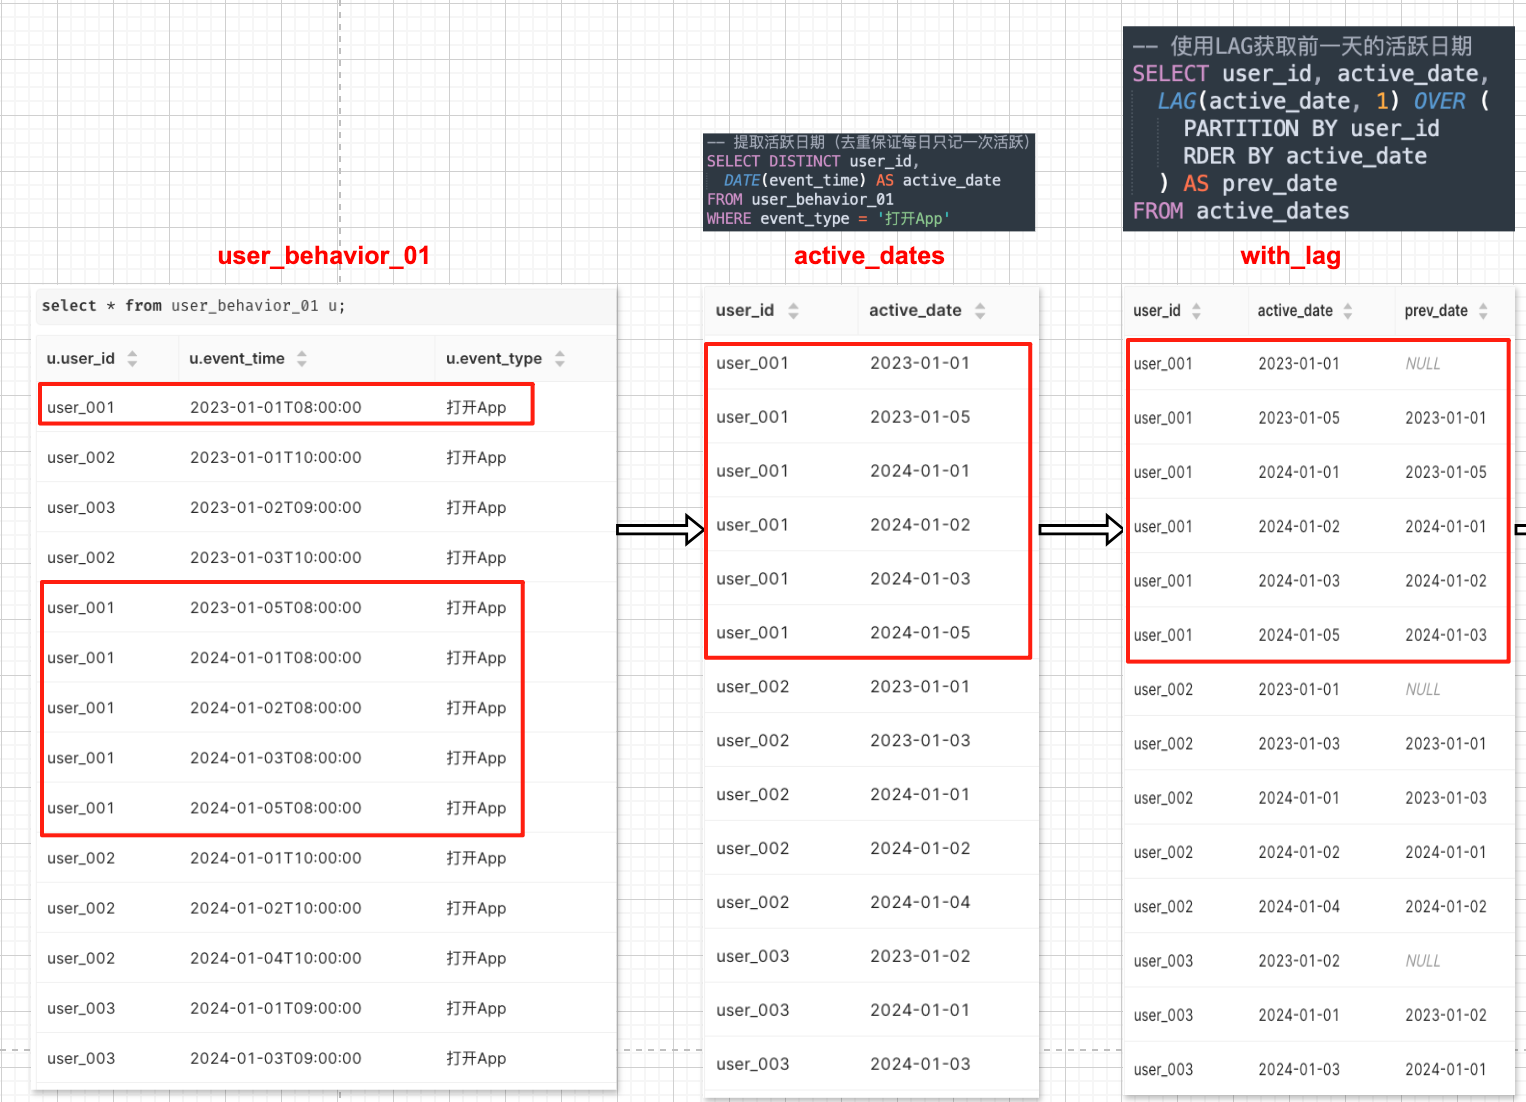 -- 使用LAG获取前一天的活跃日期
SELECT user_id, active_date,
LAG(active_date, 1) OVER (
PARTITION BY user_id
RDER BY active_date
) AS prev_date
FROM active_dates
-- 提取活跃日期（去重保证每日只记一次活跃）
SELECT DISTINCT user_id,
DATE(event_time) AS active_date
FROM user_behavior_01
WHERE event_type = '打开App'
user_behavior_01
active_dates
with_lag
select * from user_behavior_01 u;
u.user_id u.event_time u.event_type
user_001 2023-01-01T08:00:00 打开App
user_002 2023-01-01T10:00:00 打开App
user_003 2023-01-02T09:00:00 打开App
user_002 2023-01-03T10:00:00 打开App
user_001 2023-01-05T08:00:00 打开App
user_001 2024-01-01T08:00:00 打开App
user_001 2024-01-02T08:00:00 打开App
user_001 2024-01-03T08:00:00 打开App
user_001 2024-01-05T08:00:00 打开App
user_002 2024-01-01T10:00:00 打开App
user_002 2024-01-02T10:00:00 打开App
user_002 2024-01-04T10:00:00 打开App
user_003 2024-01-01T09:00:00 打开App
user_003 2024-01-03T09:00:00 打开App
user_id active_date
user_001 2023-01-01
user_001 2023-01-05
user_001 2024-01-01
user_001 2024-01-02
user_001 2024-01-03
user_001 2024-01-05
user_002 2023-01-01
user_002 2023-01-03
user_002 2024-01-01
user_002 2024-01-02
user_002 2024-01-04
user_003 2023-01-02
user_003 2024-01-01
user_003 2024-01-03
user_id active_date prev_date
user_001 2023-01-01 NULL
user_001 2023-01-05 2023-01-01
user_001 2024-01-01 2023-01-05
user_001 2024-01-02 2024-01-01
user_001 2024-01-03 2024-01-02
user_001 2024-01-05 2024-01-03
user_002 2023-01-01 NULL
user_002 2023-01-03 2023-01-01
user_002 2024-01-01 2023-01-03
user_002 2024-01-02 2024-01-01
user_002 2024-01-04 2024-01-02
user_003 2023-01-02 NULL
user_003 2024-01-01 2023-01-02
user_003 2024-01-03 2024-01-01